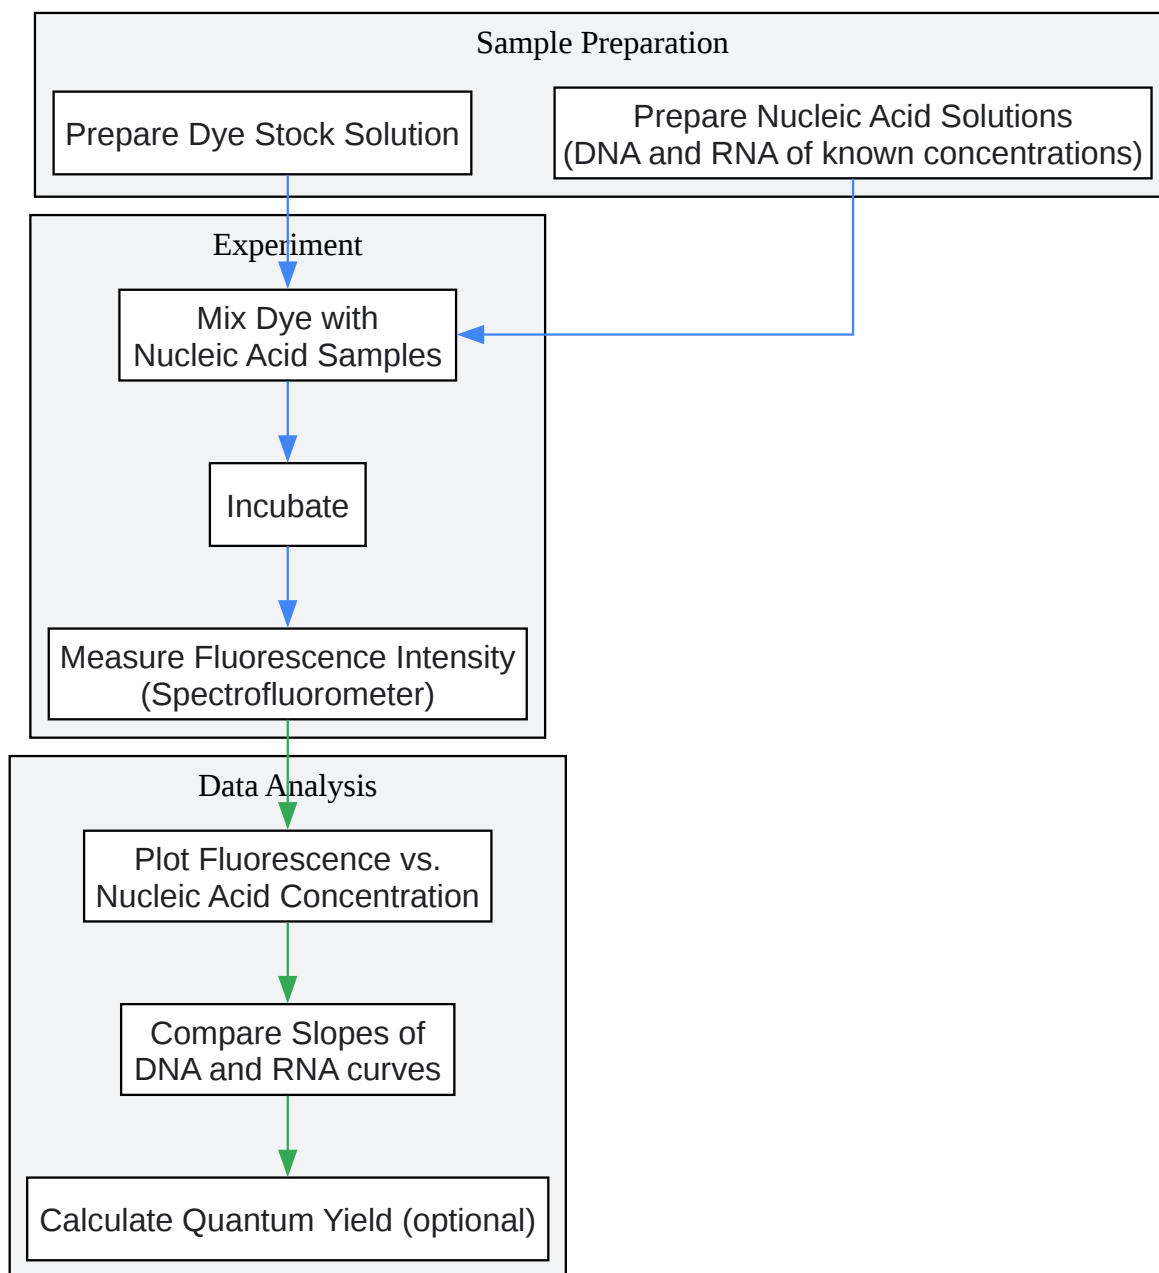 Sample Preparation
Prepare Dye Stock Solution
Prepare Nucleic Acid Solutions
(DNA and RNA of known concentrations)
Experiment
Mix Dye with
Nucleic Acid Samples
Incubate
Measure Fluorescence Intensity
(Spectrofluorometer)
Data Analysis
Plot Fluorescence vs.
Nucleic Acid Concentration
Compare Slopes of
DNA and RNA curves
Calculate Quantum Yield (optional)